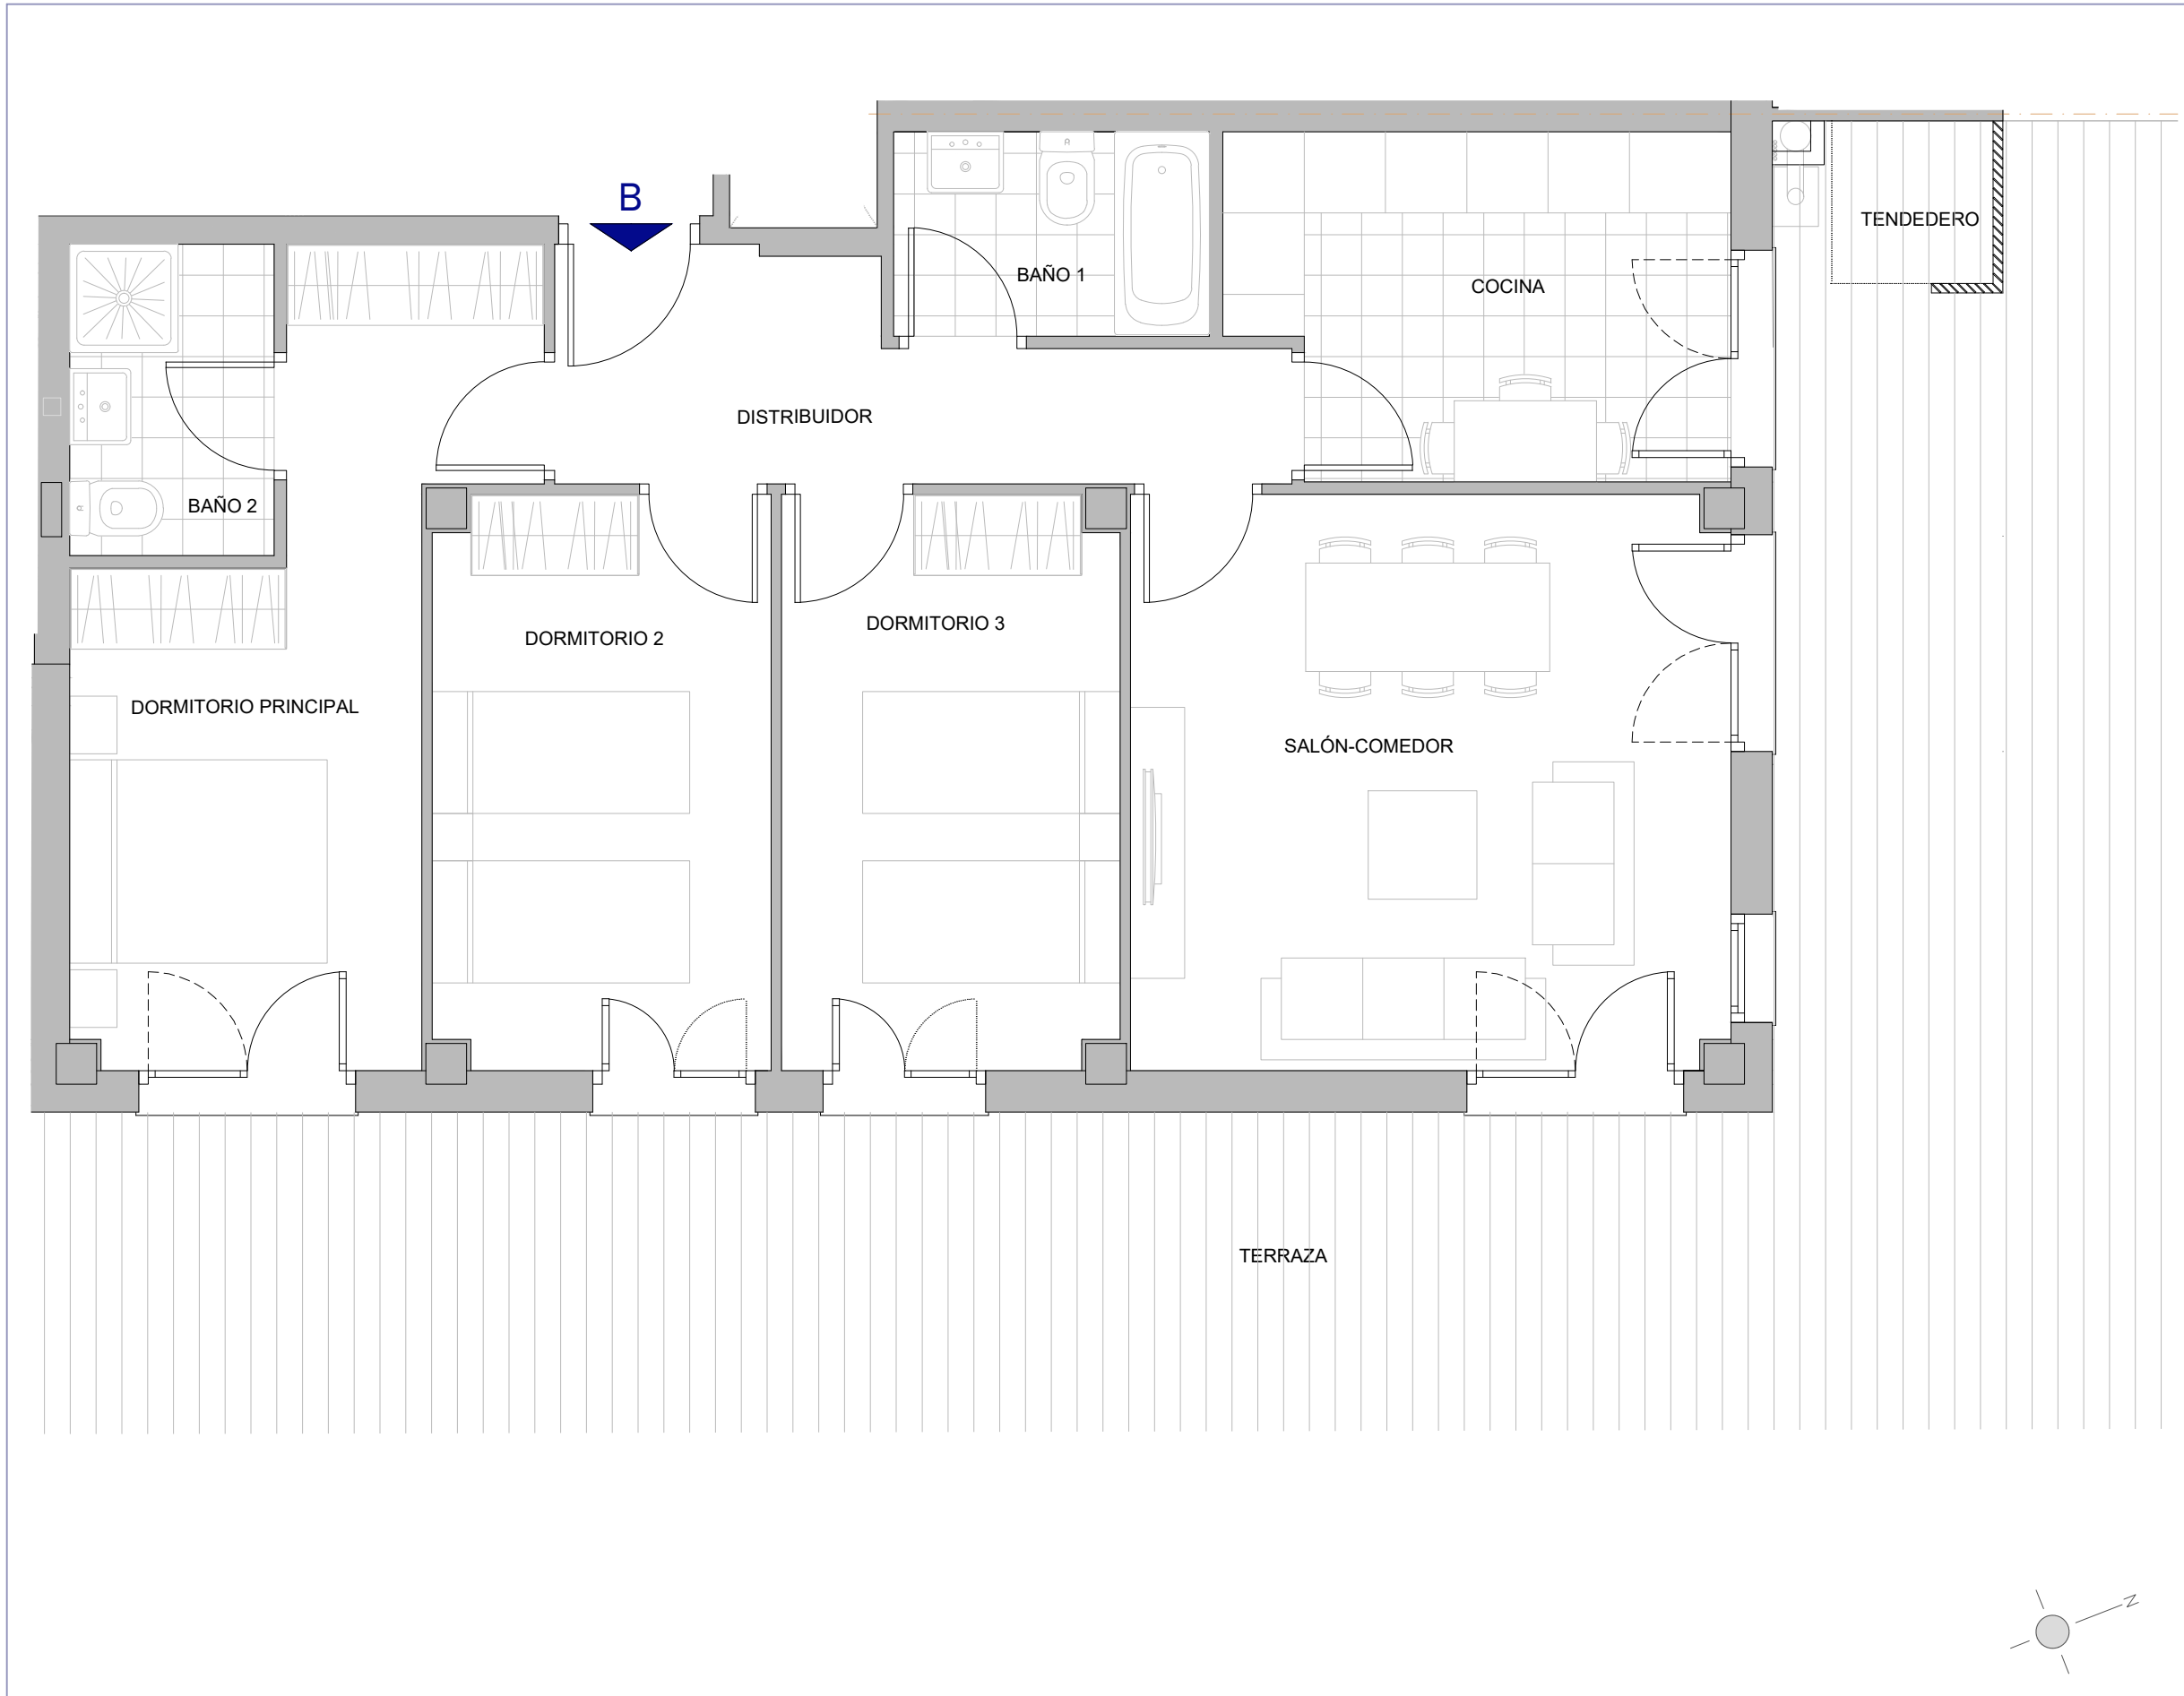 B
TENDEDERO
BAÑO 1
COCINA
DISTRIBUIDOR
BAÑO 2
DORMITORIO 3
DORMITORIO 2
DORMITORIO PRINCIPAL
SALÓN-COMEDOR
TERRAZA
N